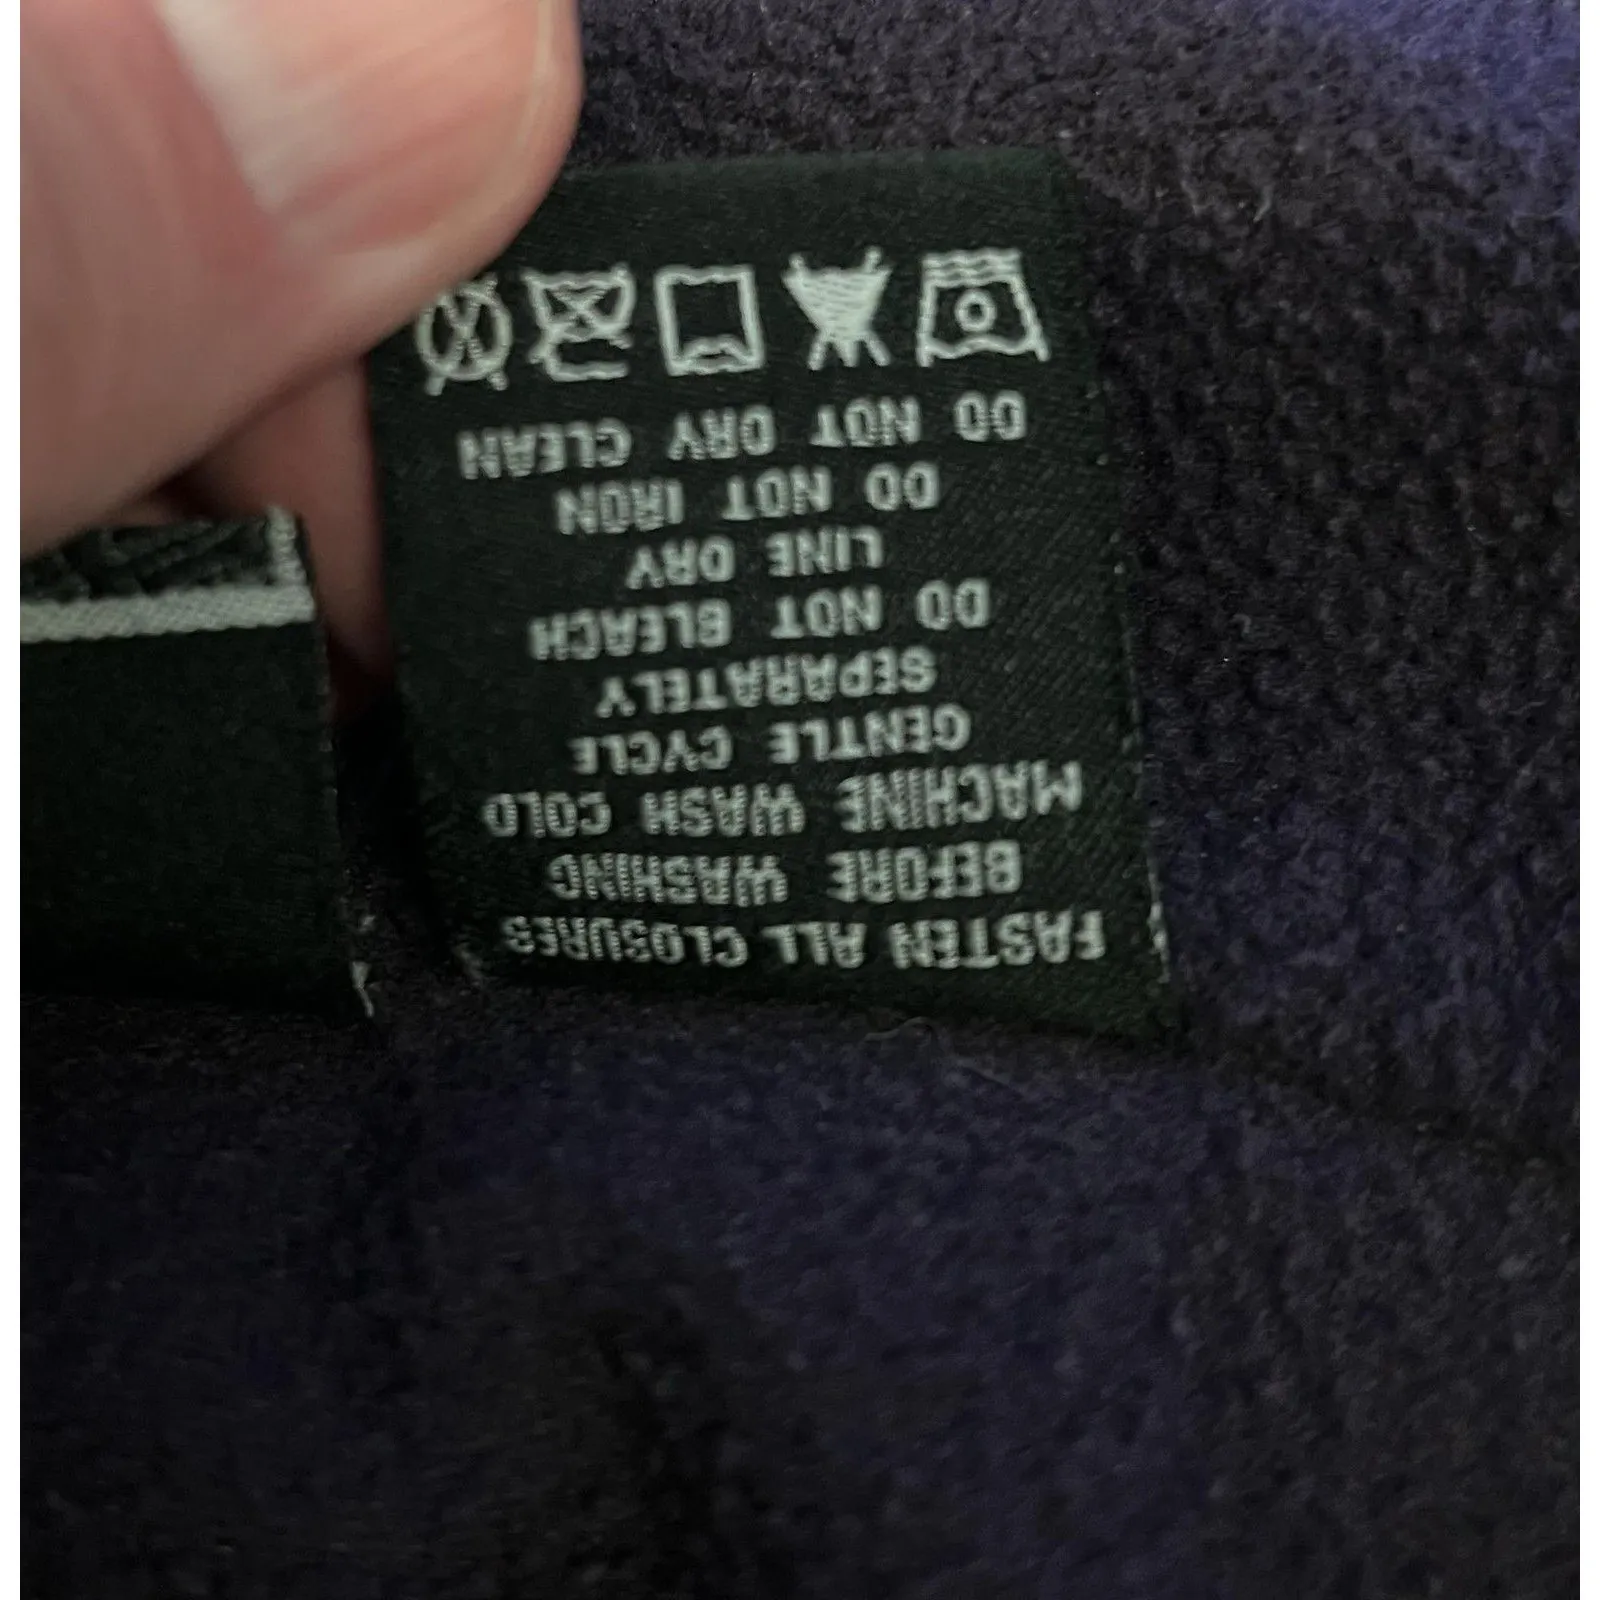 FASTEN ALL CLOSURES
BEFORE WASHING
MACHINE WASH COLD
GENTLE CYCLE
SEPARATELY
DO NOT BLEACH
LINE DRY
DO NOT IRON
DO NOT DRY CLEAN